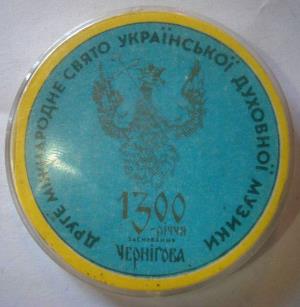 ДРУГЕ МІЖНАРОДНЕ СВЯТО УКРАЇНСЬКОЇ ДУХОВНОЇ МУЗИКИ
1300
-РІЧЧЯ
ЗАСНУВАННЯ
ЧЕРНІГОВА